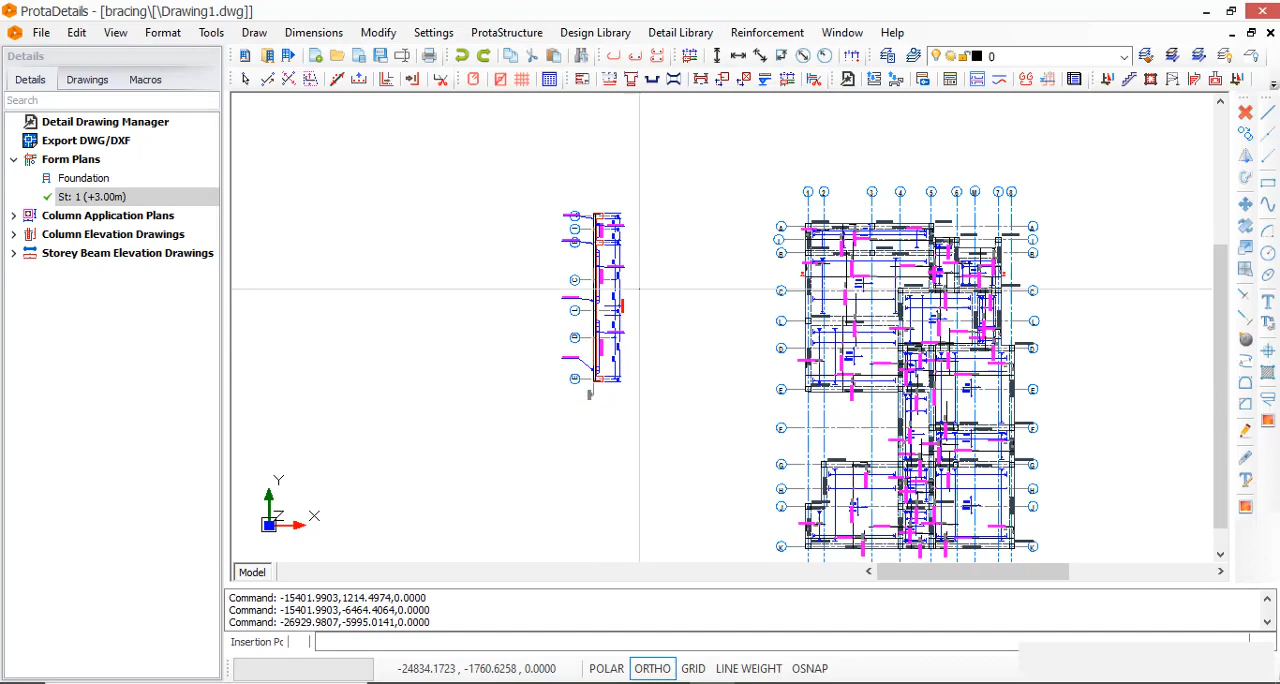 ProtaDetails - [bracing\[\Drawing1.dwg]]
File Edit View Format Tools Draw Dimensions Modify Settings ProtaStructure Design Library Detail Library Reinforcement Window Help
Details
0
Details Drawings Macros
Search
Detail Drawing Manager
Export DWG/DXF
Form Plans
Foundation
St: 1 (+3.00m)
Column Application Plans
Column Elevation Drawings
Storey Beam Elevation Drawings
Y
Z X
Model
Command: -15401.9903,1214.4974,0.0000
Command: -15401.9903,-6464.4064,0.0000
Command: -26929.9807,-5995.0141,0.0000
Insertion Pc
-24834.1723 , -1760.6258 , 0.0000 POLAR ORTHO GRID LINE WEIGHT OSNAP